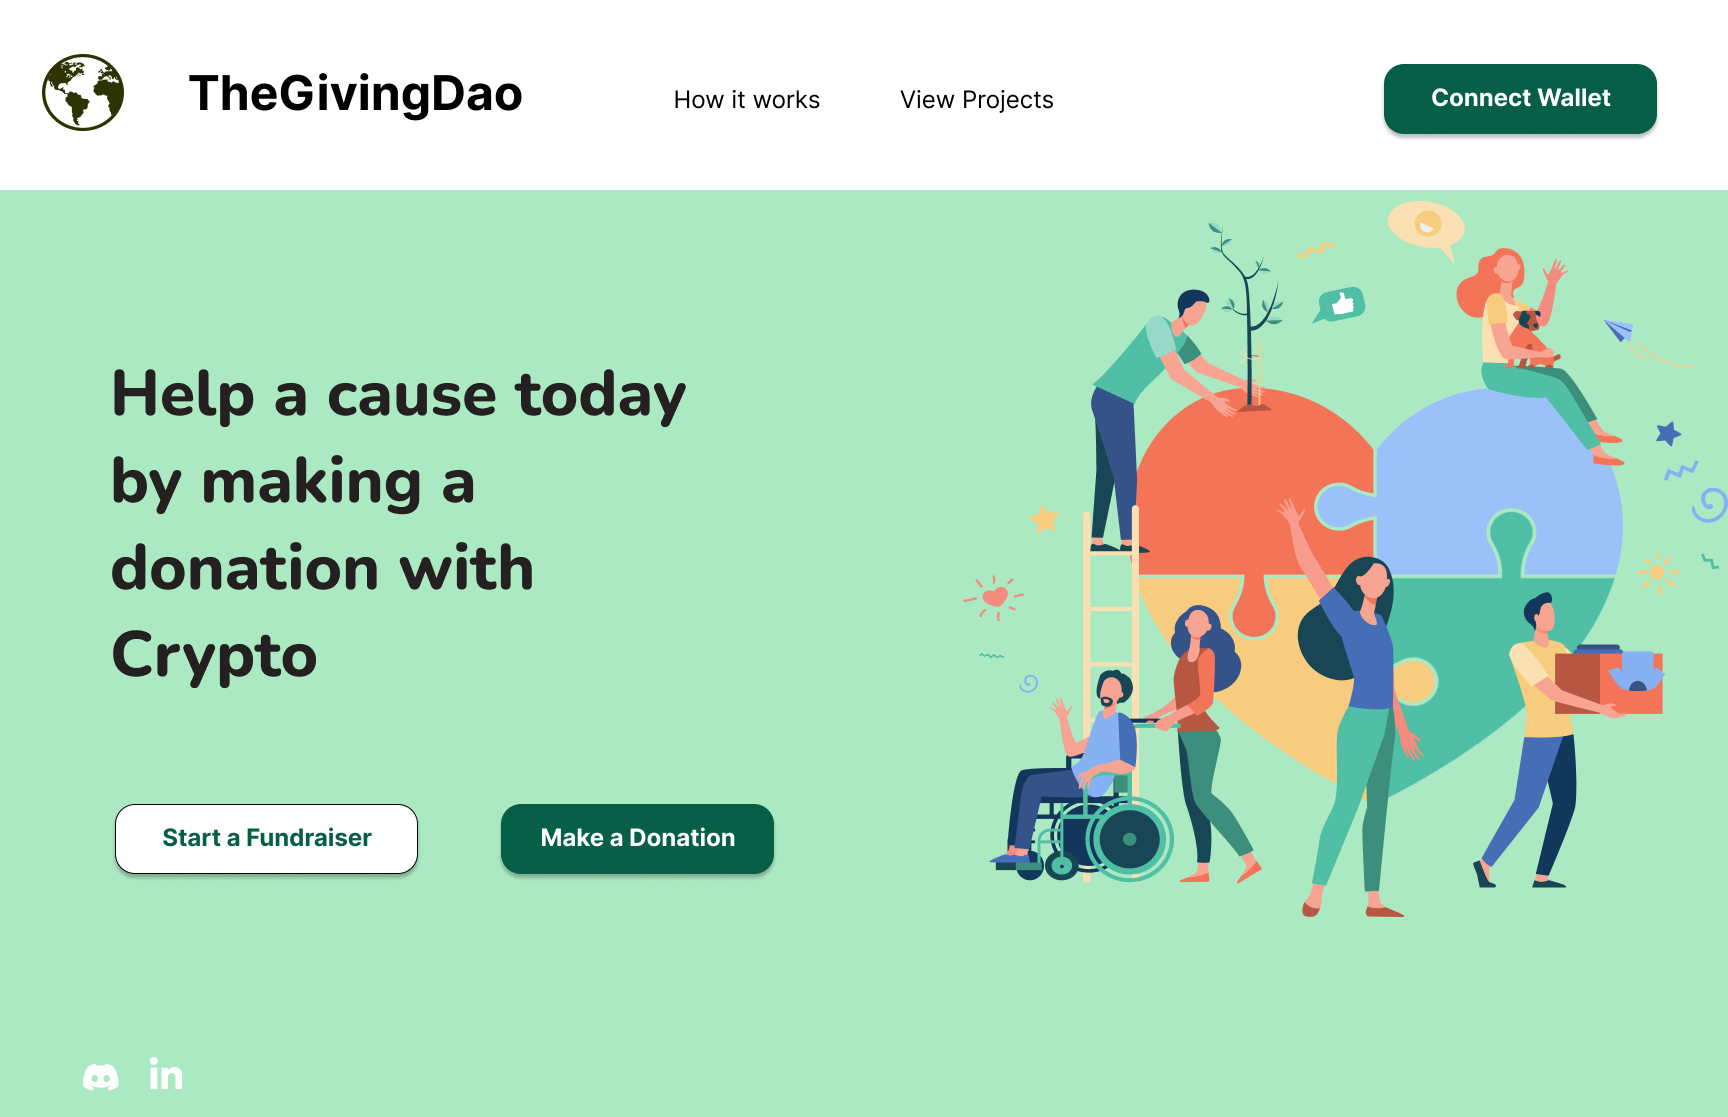 TheGivingDao
How it works
View Projects
Connect Wallet
Help a cause today
by making a
donation with
Crypto
Start a Fundraiser
Make a Donation
in